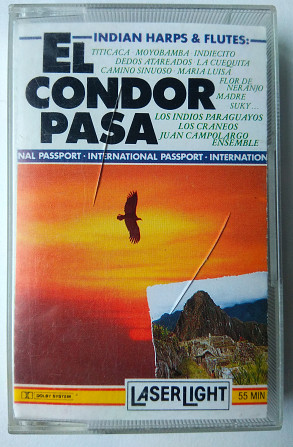 INDIAN HARPS & FLUTES:
EL
CONDOR
PASA
TITICACA MOYOBAMBA INDIECITO
DEDOS ATAREADOS LA CUEQUITA
CAMINO SINUOSO · MARIA LUISA
FLOR DE
NERANJO
MADRE
SUKY ...
LOS INDIOS PARAGUAYOS
LOS CRANEOS
JUAN CAMPOLARGO
ENSEMBLE
NAL PASSPORT · INTERNATIONAL PASSPORT · INTERNATION
DOLBY SYSTEM
LASERLIGHT
55 MIN